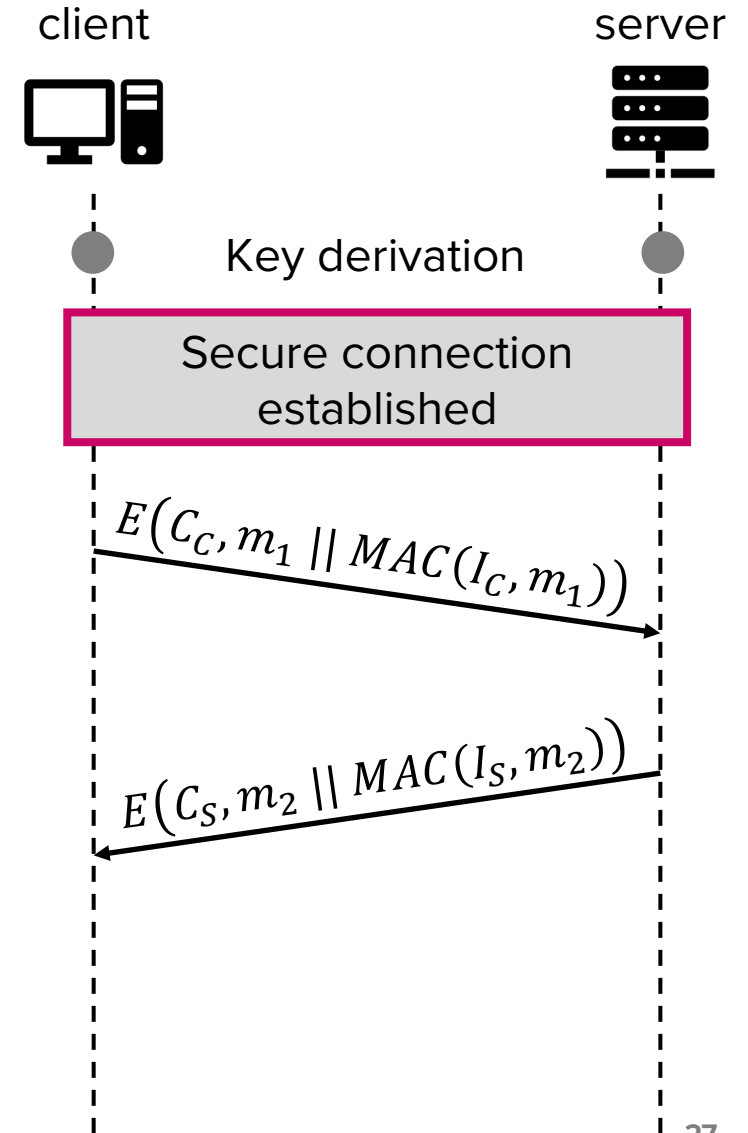 client server
Key derivation
Secure connection
established
E(C_C, m_1 || MAC(I_C, m_1))
E(C_S, m_2 || MAC(I_S, m_2))